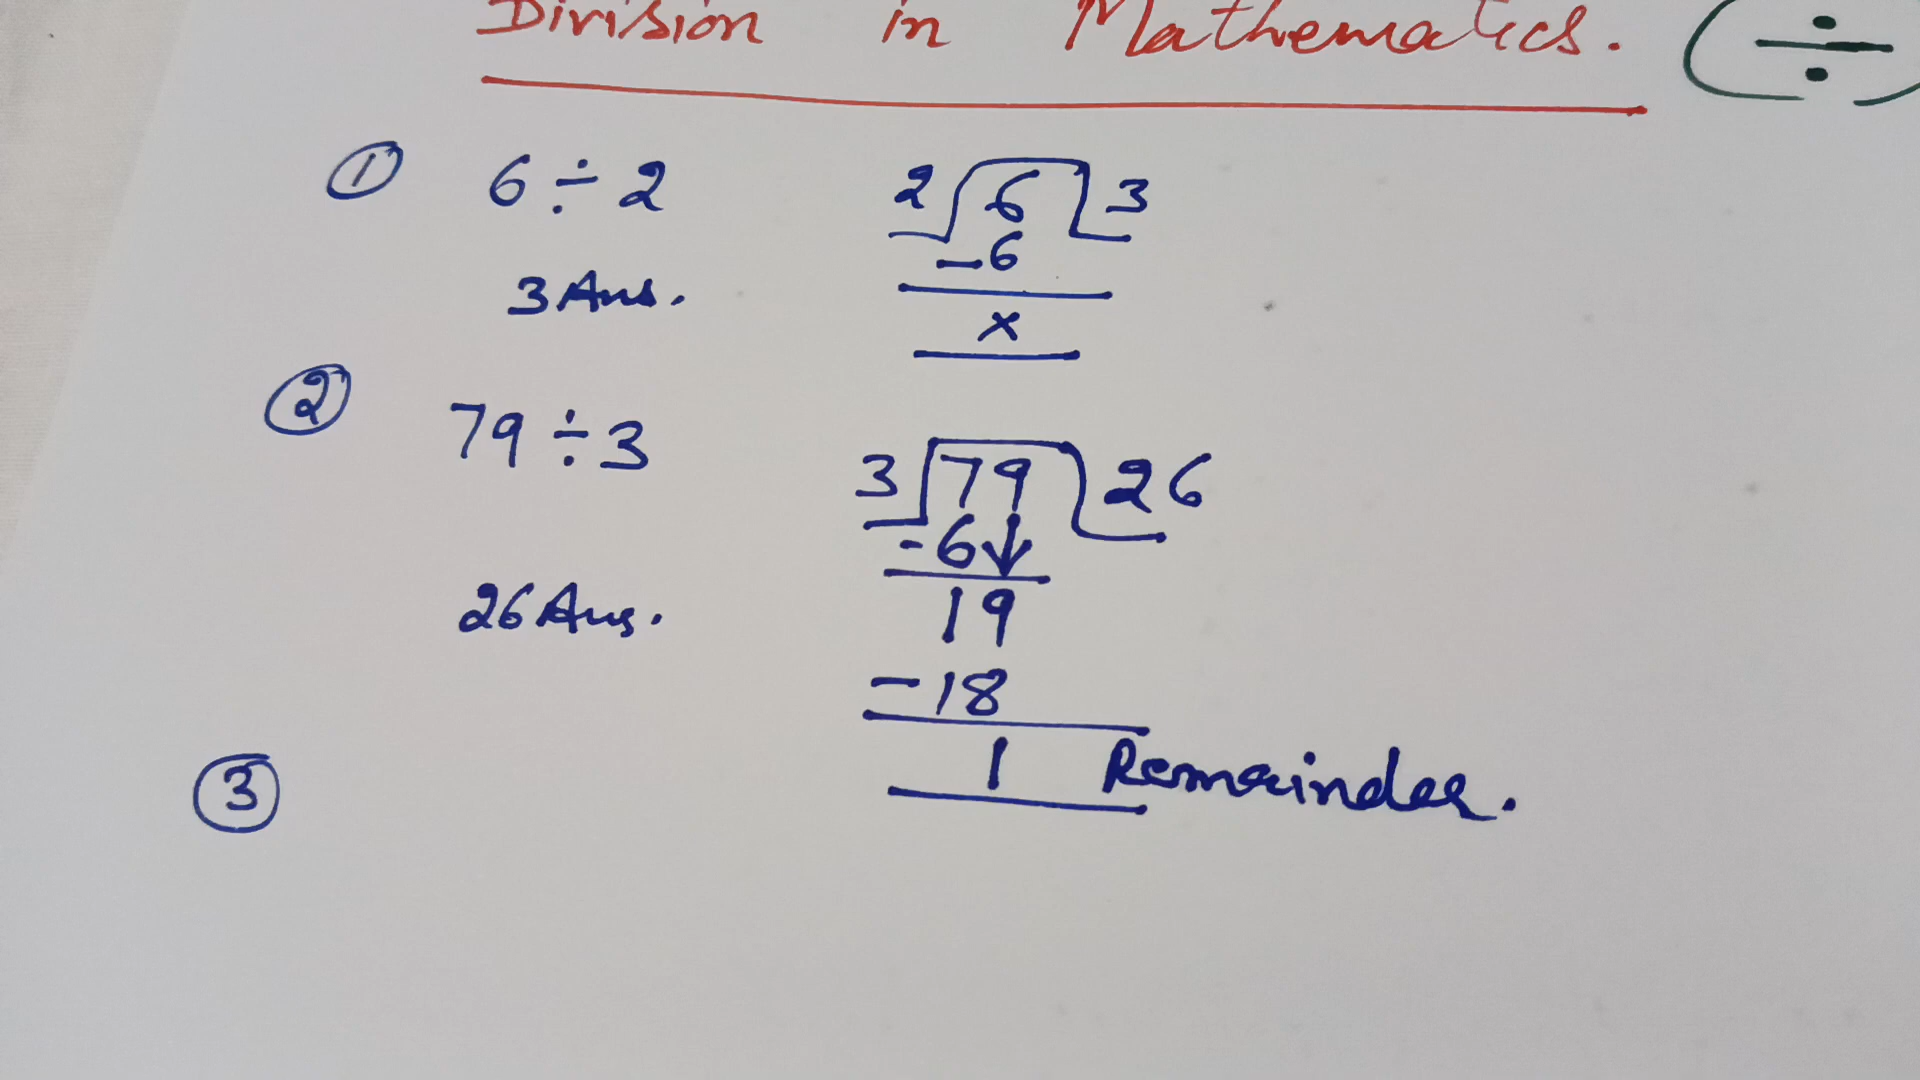 Division in Mathematics. (÷)
① 6 ÷ 2
2 6 3
-6
3 Ans.
x
② 79 ÷ 3
3 79 26
-6↓
19
26 Ans.
-18
1 Remainder.
③